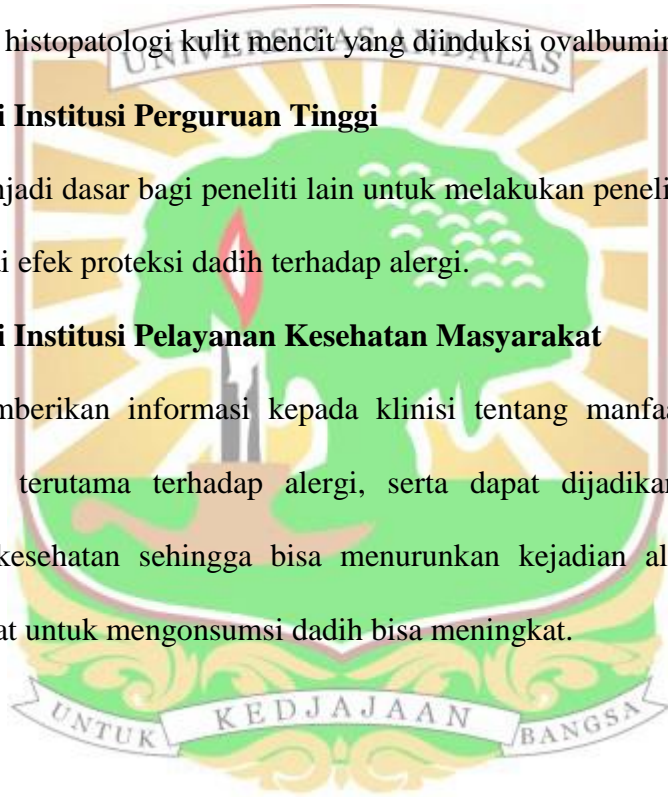 histopatologi kulit mencit yang diinduksi ovalbumin
UNIVERSITAS ANDALAS
i Institusi Perguruan Tinggi
njadi dasar bagi peneliti lain untuk melakukan peneli
i efek proteksi dadih terhadap alergi.
i Institusi Pelayanan Kesehatan Masyarakat
mberikan informasi kepada klinisi tentang manfaa
terutama terhadap alergi, serta dapat dijadikan
kesehatan sehingga bisa menurunkan kejadian al
at untuk mengonsumsi dadih bisa meningkat.
UNTUK KEDJAJAAN BANGSA